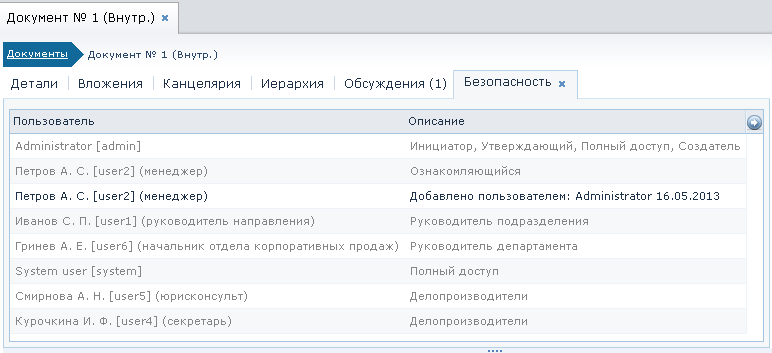 Документ № 1 (Внутр.)
Документы Документ № 1 (Внутр.)
Детали Вложения Канцелярия Иерархия Обсуждения (1) Безопасность
Пользователь Описание
Administrator [admin] Инициатор, Утверждающий, Полный доступ, Создатель
Петров А. С. [user2] (менеджер) Ознакомляющийся
Петров А. С. [user2] (менеджер) Добавлено пользователем: Administrator 16.05.2013
Иванов С. П. [user1] (руководитель направления) Руководитель подразделения
Гринев А. Е. [user6] (начальник отдела корпоративных продаж) Руководитель департамента
System user [system] Полный доступ
Смирнова А. Н. [user5] (юрисконсульт) Делопроизводители
Курочкина И. Ф. [user4] (секретарь) Делопроизводители